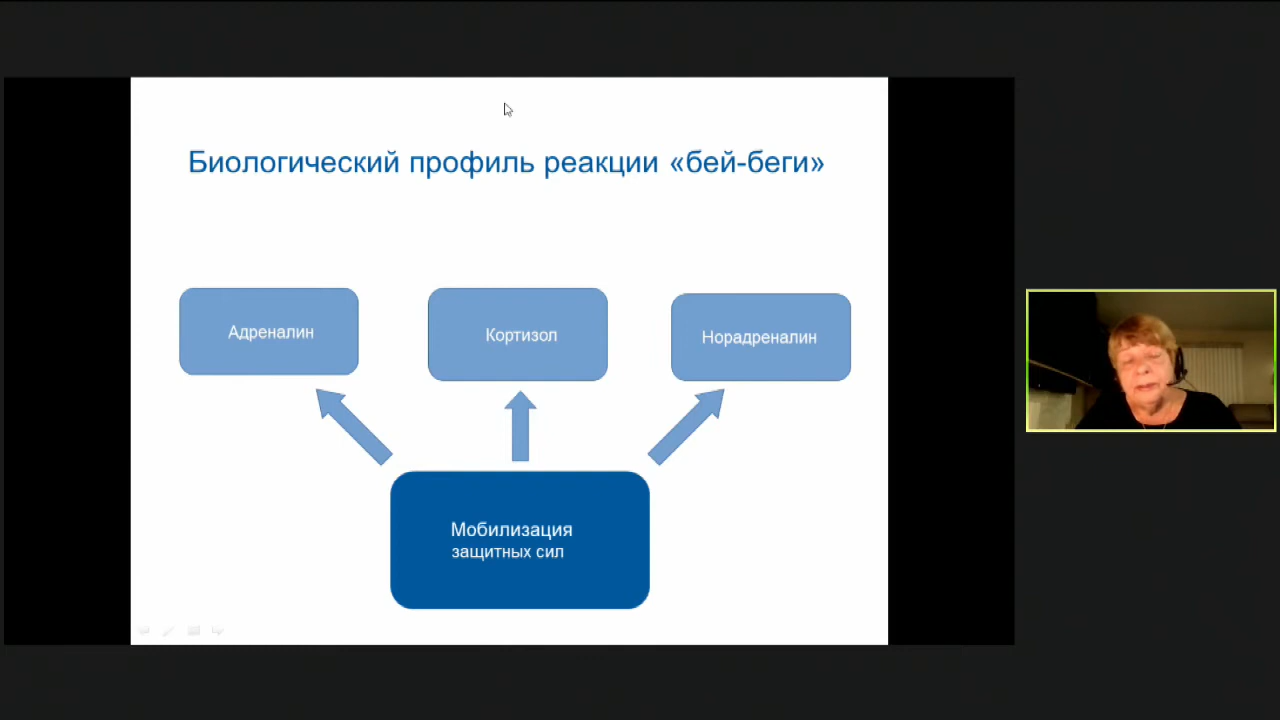 Биологический профиль реакции «бей-беги»
Адреналин
Кортизол
Норадреналин
Мобилизация
защитных сил